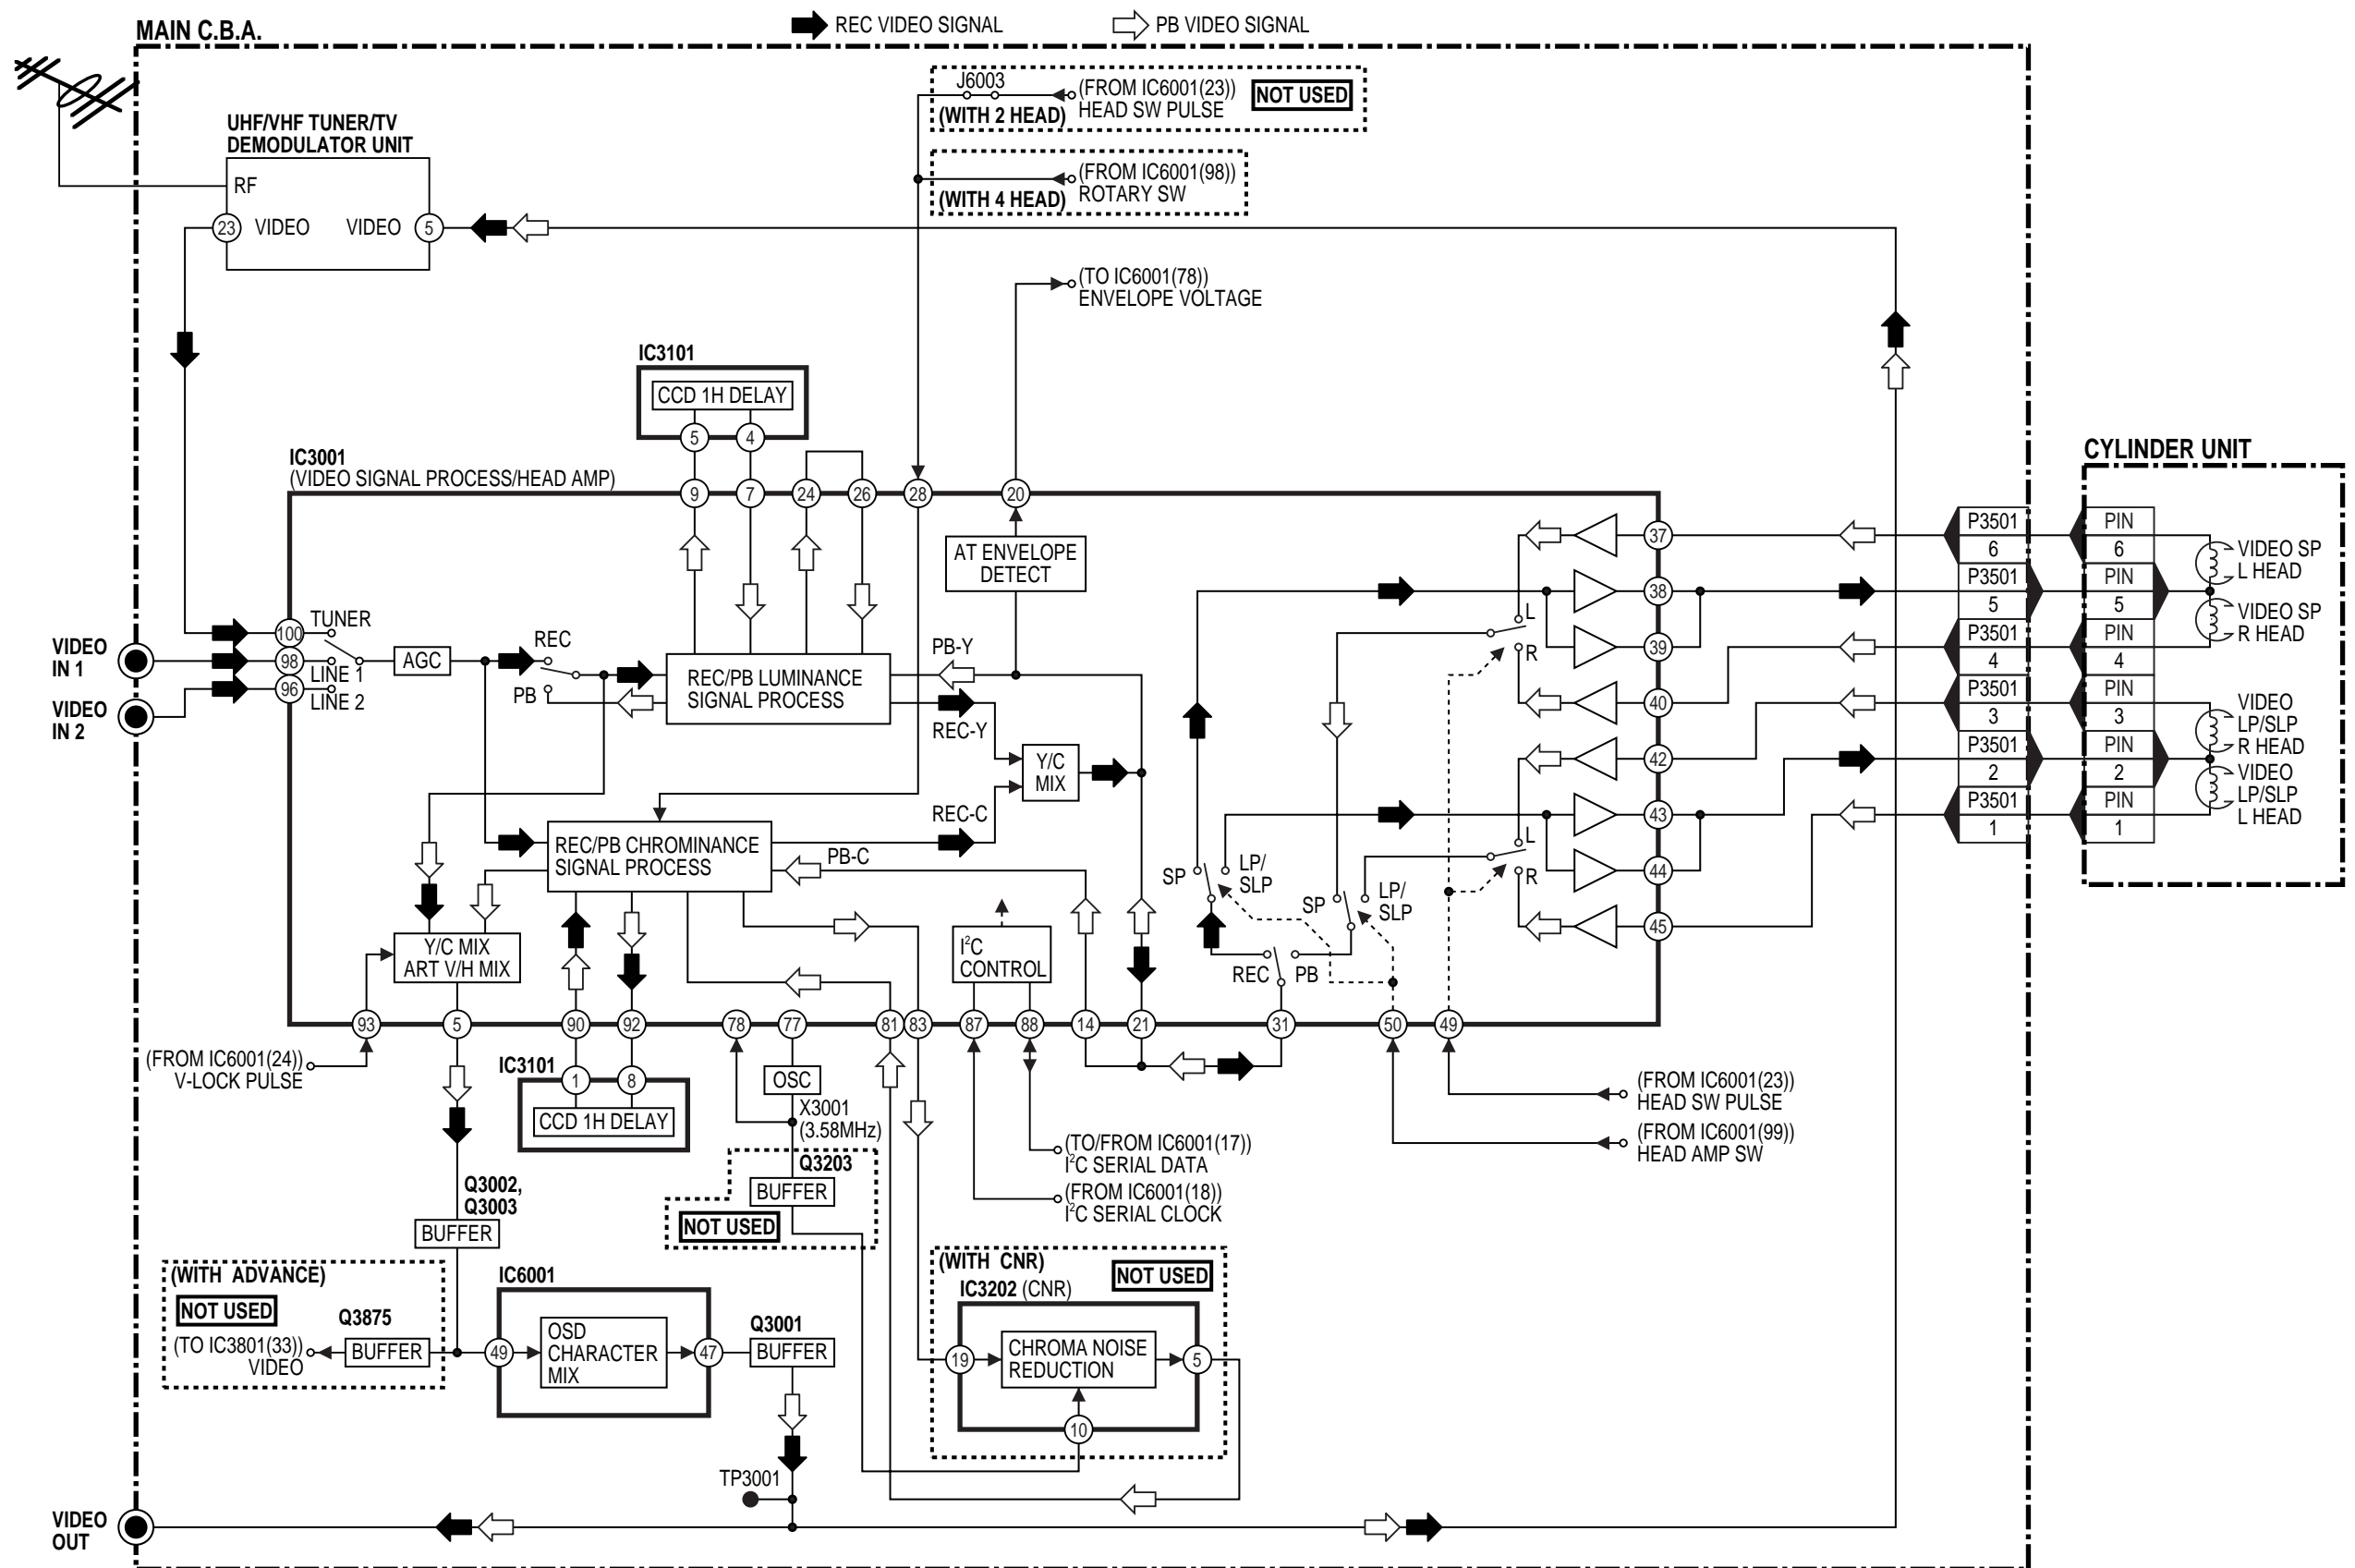 REC VIDEO SIGNAL
PB VIDEO SIGNAL
MAIN C.B.A.
J6003
(FROM IC6001(23))
HEAD SW PULSE
NOT USED
(WITH 2 HEAD)
(FROM IC6001(98))
ROTARY SW
(WITH 4 HEAD)
UHF/VHF TUNER/TV
DEMODULATOR UNIT
RF
23 VIDEO VIDEO 5
(TO IC6001(78))
ENVELOPE VOLTAGE
IC3101
CCD 1H DELAY
5 4
IC3001
(VIDEO SIGNAL PROCESS/HEAD AMP)
9 7 24 26 28 20
AT ENVELOPE
DETECT
CYLINDER UNIT
P3501
6
P3501
5
P3501
4
P3501
3
P3501
2
P3501
1
PIN
6
PIN
5
PIN
4
PIN
3
PIN
2
PIN
1
VIDEO SP
L HEAD
VIDEO SP
R HEAD
VIDEO
LP/SLP
R HEAD
VIDEO
LP/SLP
L HEAD
37
38
39
40
42
43
44
45
L
R
L
R
VIDEO
IN 1
VIDEO
IN 2
100
98
96
TUNER
LINE 1
LINE 2
AGC
REC
PB
REC/PB LUMINANCE
SIGNAL PROCESS
PB-Y
REC-Y
Y/C
MIX
REC-C
REC/PB CHROMINANCE
SIGNAL PROCESS
PB-C
SP
LP/
SLP
SP
LP/
SLP
REC PB
Y/C MIX
ART V/H MIX
I²C
CONTROL
93 5 90 92 78 77 81 83 87 88 14 21 31 50 49
(FROM IC6001(24))
V-LOCK PULSE
IC3101
1 8
CCD 1H DELAY
OSC
X3001
(3.58MHz)
Q3203
BUFFER
NOT USED
(FROM IC6001(23))
HEAD SW PULSE
(FROM IC6001(99))
HEAD AMP SW
(TO/FROM IC6001(17))
I²C SERIAL DATA
(FROM IC6001(18))
I²C SERIAL CLOCK
Q3002,
Q3003
BUFFER
(WITH ADVANCE)
NOT USED
Q3875
(TO IC3801(33))
VIDEO
BUFFER
IC6001
49
OSD
CHARACTER
MIX
47
Q3001
BUFFER
(WITH CNR)
NOT USED
IC3202 (CNR)
19
CHROMA NOISE
REDUCTION
5
10
TP3001
VIDEO
OUT